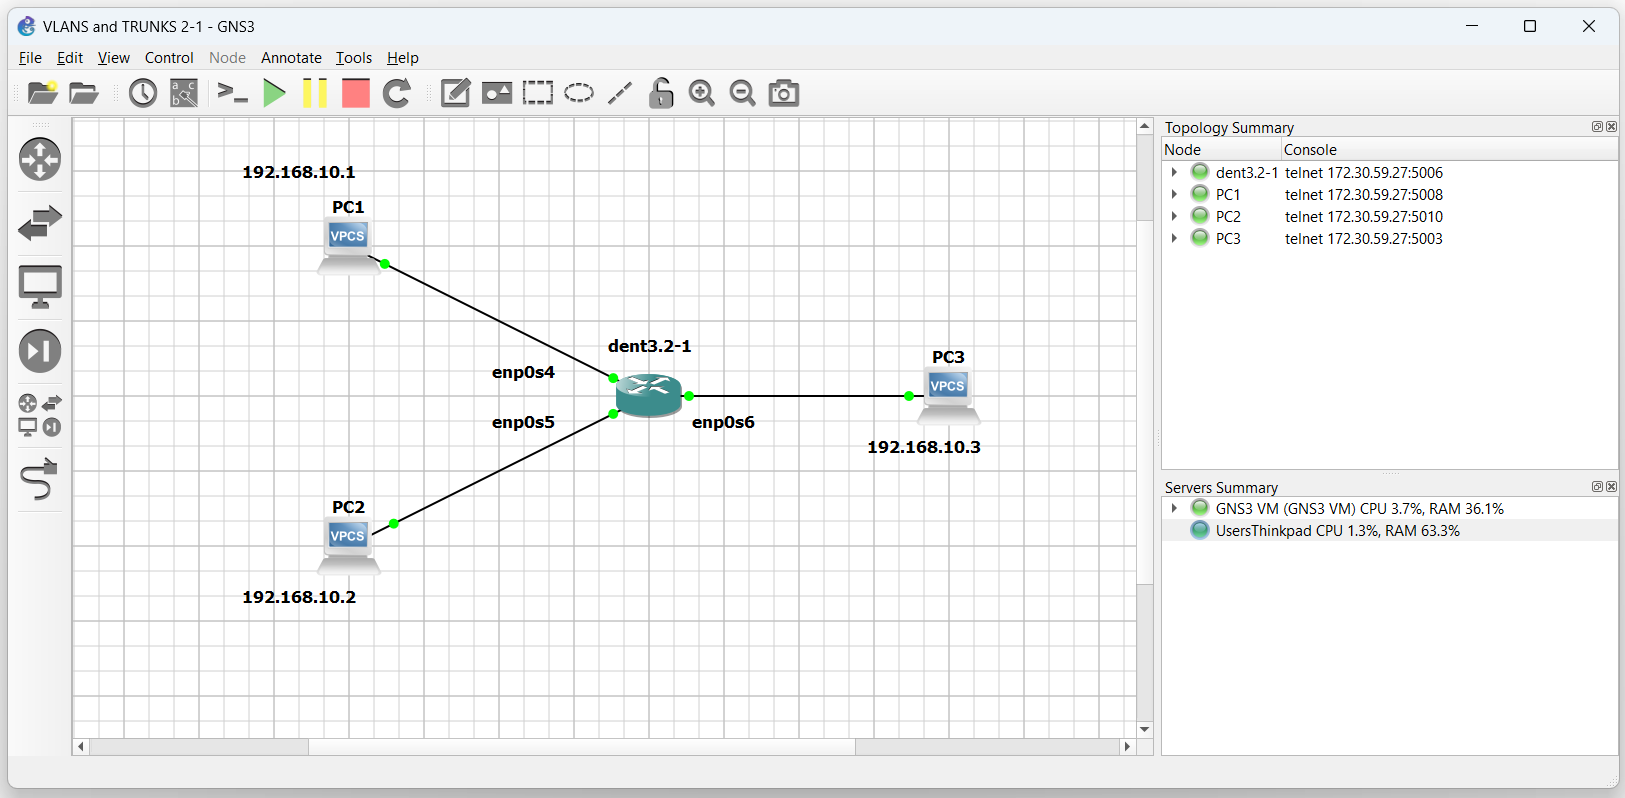 VLANS and TRUNKS 2-1 - GNS3
File Edit View Control Node Annotate Tools Help
192.168.10.1
PC1
VPCS
dent3.2-1
enp0s4
enp0s5
enp0s6
PC3
VPCS
192.168.10.3
PC2
VPCS
192.168.10.2
Topology Summary
Node Console
dent3.2-1 telnet 172.30.59.27:5006
PC1 telnet 172.30.59.27:5008
PC2 telnet 172.30.59.27:5010
PC3 telnet 172.30.59.27:5003
Servers Summary
GNS3 VM (GNS3 VM) CPU 3.7%, RAM 36.1%
UsersThinkpad CPU 1.3%, RAM 63.3%